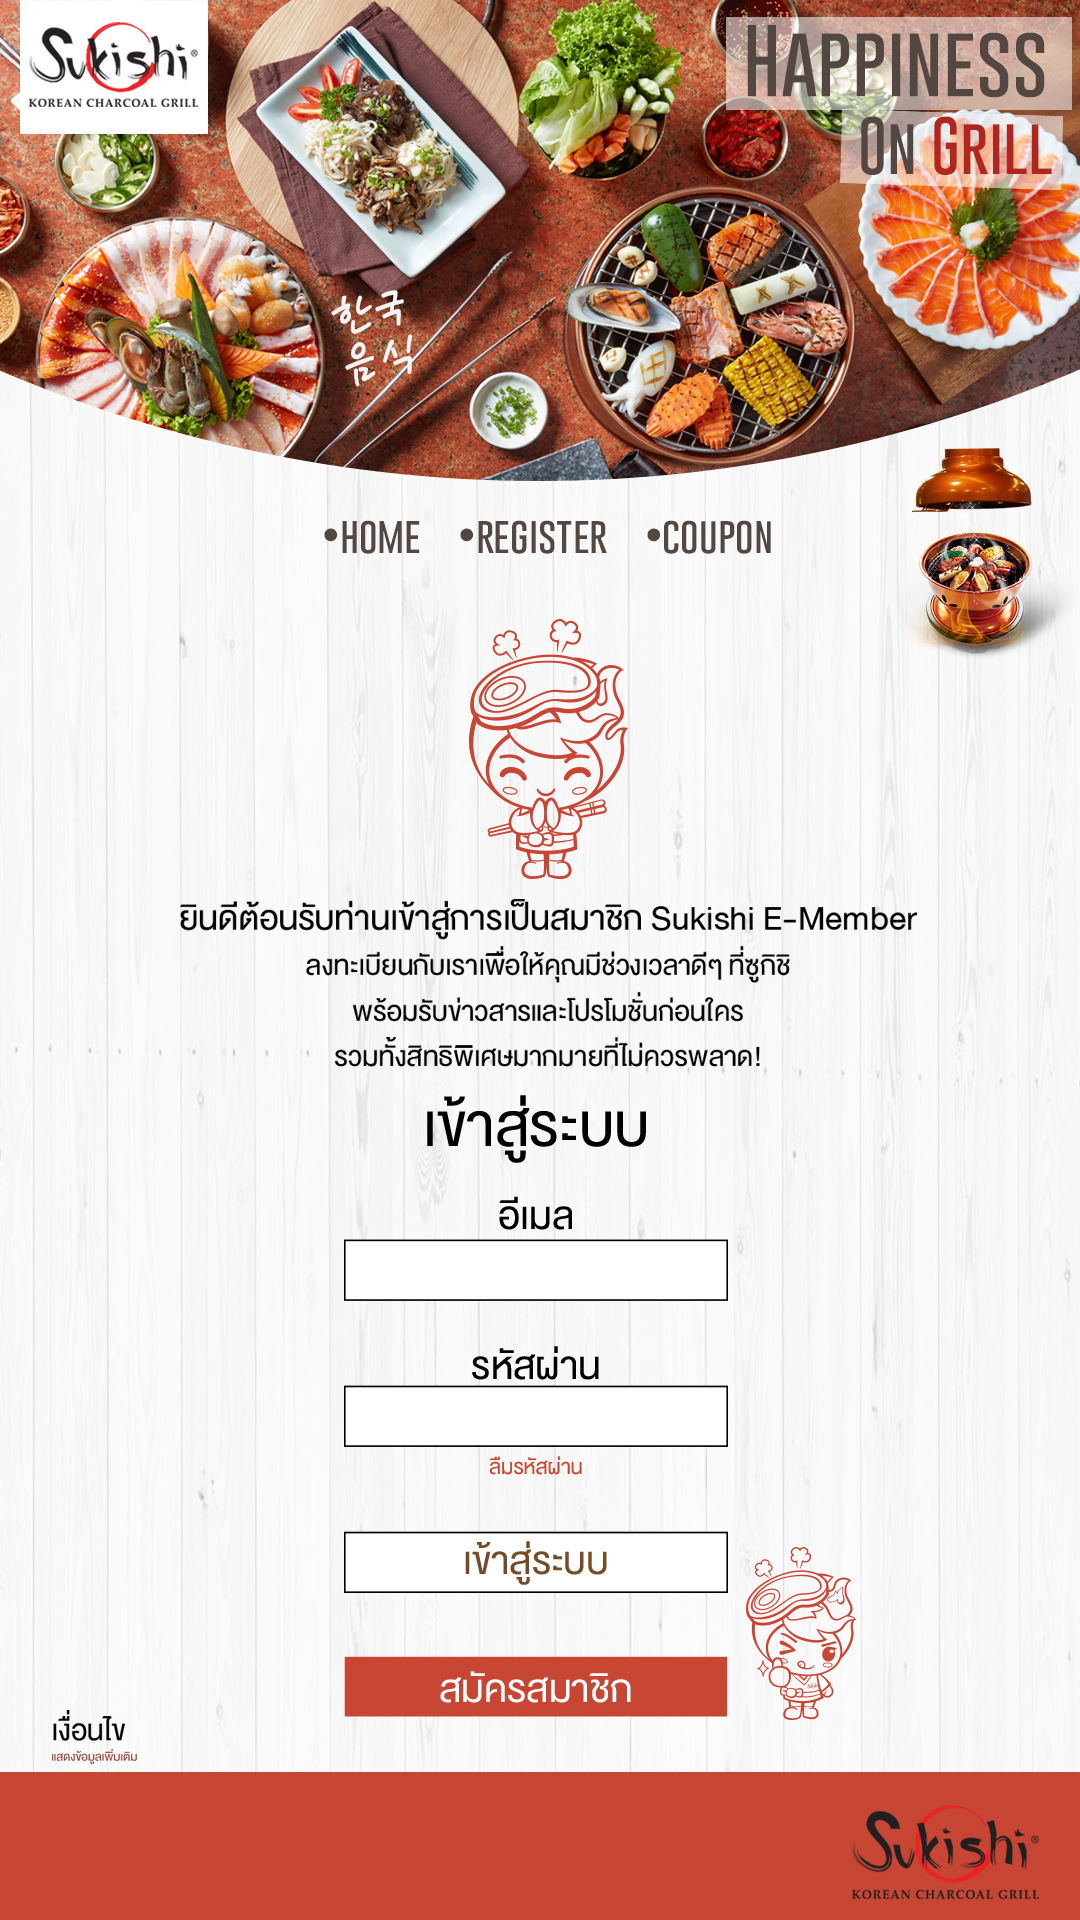 Sukishi®
KOREAN CHARCOAL GRILL
HAPPINESS
ON GRILL
한국
음식
•HOME •REGISTER •COUPON
ยินดีต้อนรับท่านเข้าสู่การเป็นสมาชิก Sukishi E-Member
ลงทะเบียนกับเราเพื่อให้คุณมีช่วงเวลาดีๆ ที่ซูกิชิ
พร้อมรับข่าวสารและโปรโมชั่นก่อนใคร
รวมทั้งสิทธิพิเศษมากมายที่ไม่ควรพลาด!
เข้าสู่ระบบ
อีเมล
รหัสผ่าน
ลืมรหัสผ่าน
เข้าสู่ระบบ
สมัครสมาชิก
เงื่อนไข
แสดงข้อมูลเพิ่มเติม
Sukishi®
KOREAN CHARCOAL GRILL